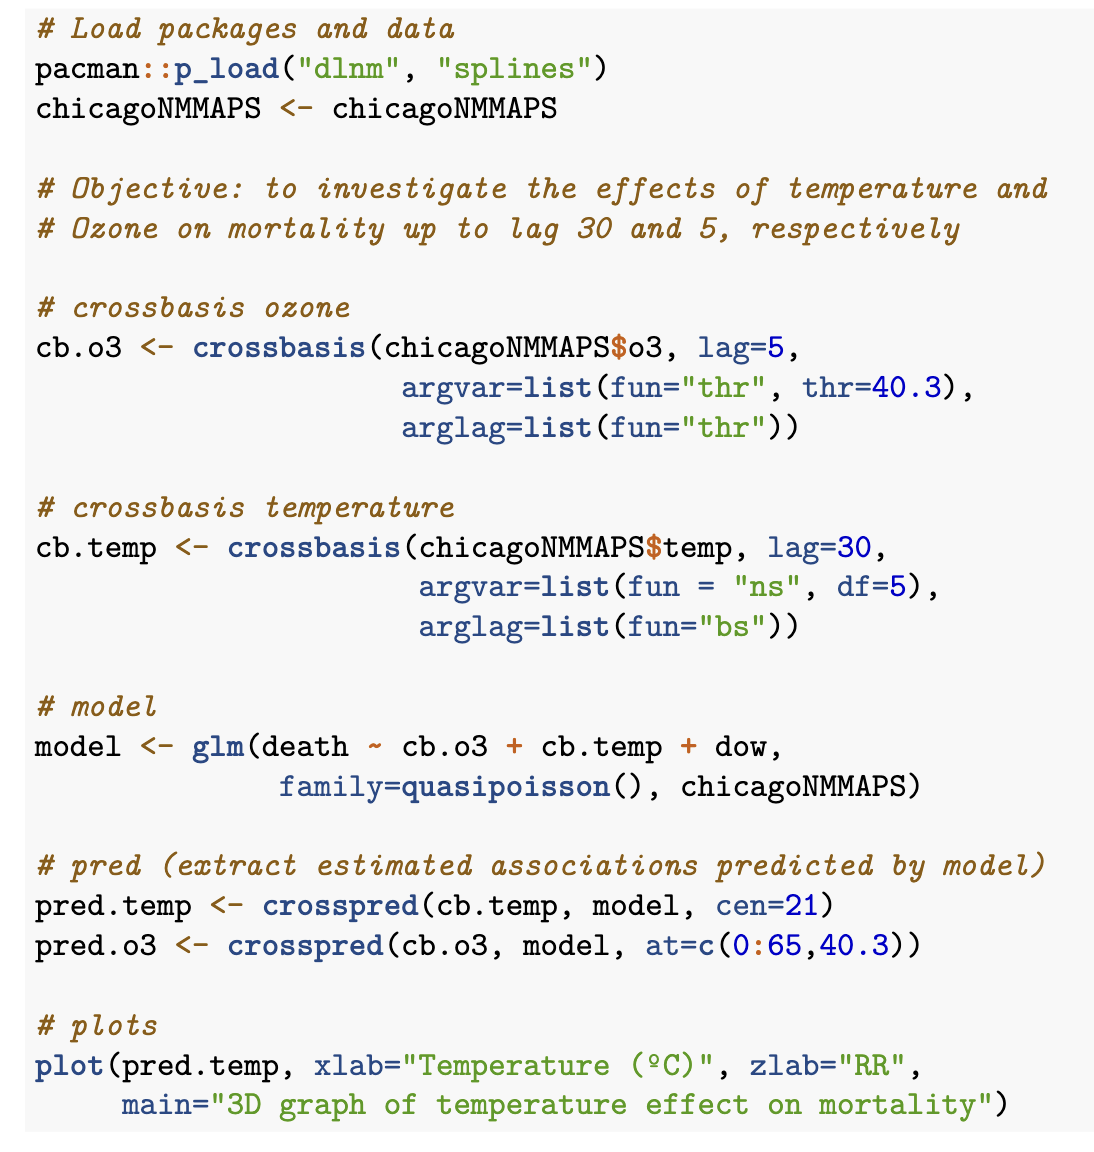 # Load packages and data
pacman::p_load("dlnm", "splines")
chicagoNMMAPS <- chicagoNMMAPS
# Objective: to investigate the effects of temperature and
# Ozone on mortality up to lag 30 and 5, respectively
# crossbasis ozone
cb.o3 <- crossbasis(chicagoNMMAPS$o3, lag=5,
argvar=list(fun="thr", thr=40.3),
arglag=list(fun="thr"))
# crossbasis temperature
cb.temp <- crossbasis(chicagoNMMAPS$temp, lag=30,
argvar=list(fun = "ns", df=5),
arglag=list(fun="bs"))
# model
model <- glm(death ~ cb.o3 + cb.temp + dow,
family=quasipoisson(), chicagoNMMAPS)
# pred (extract estimated associations predicted by model)
pred.temp <- crosspred(cb.temp, model, cen=21)
pred.o3 <- crosspred(cb.o3, model, at=c(0:65,40.3))
# plots
plot(pred.temp, xlab="Temperature (ºC)", zlab="RR",
main="3D graph of temperature effect on mortality")